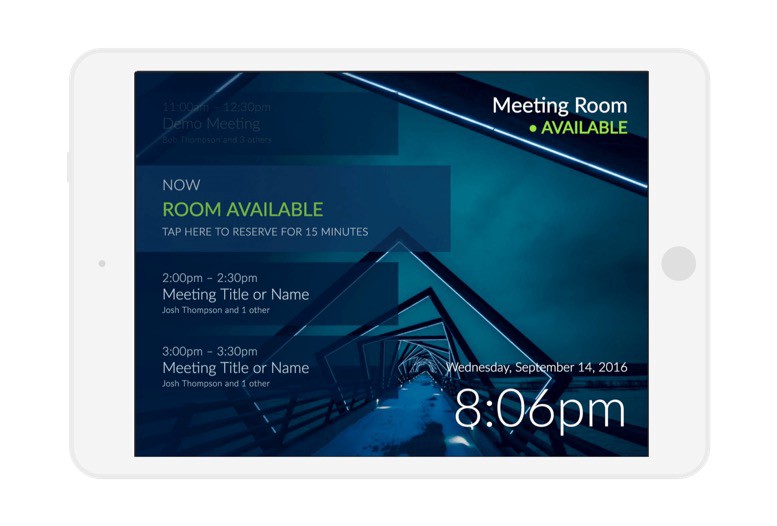 11:00am - 12:30pm
Demo Meeting
Bob Thompson and 3 others
NOW
ROOM AVAILABLE
TAP HERE TO RESERVE FOR 15 MINUTES
2:00pm – 2:30pm
Meeting Title or Name
Josh Thompson and 1 other
3:00pm – 3:30pm
Meeting Title or Name
Josh Thompson and 1 other
Meeting Room
• AVAILABLE
Wednesday, September 14, 2016
8:06pm